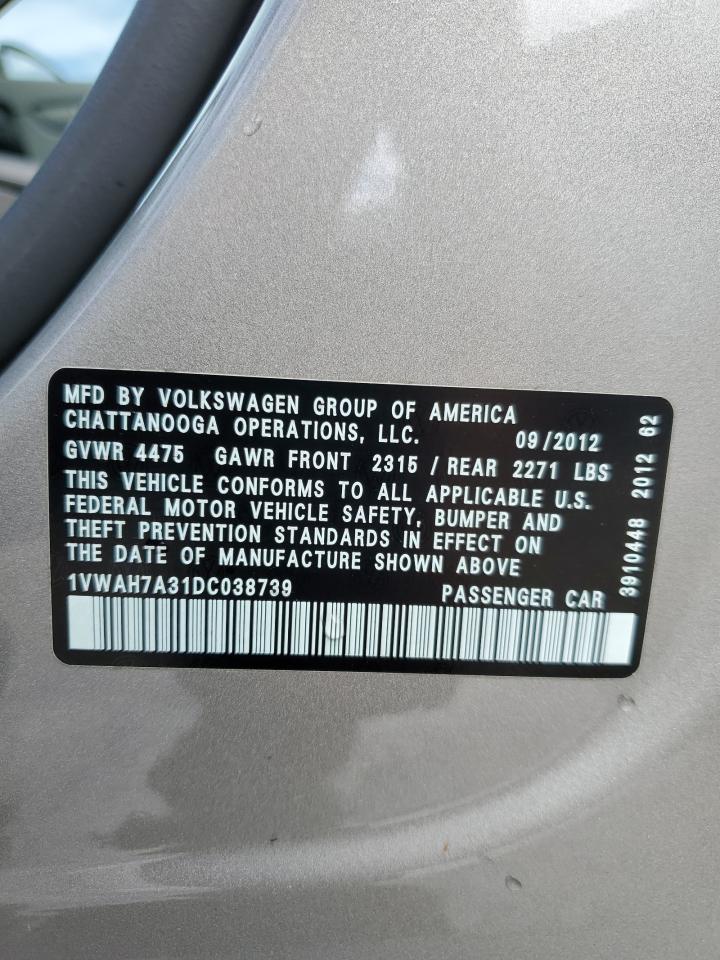 MFD BY VOLKSWAGEN GROUP OF AMERICA
CHATTANOOGA OPERATIONS, LLC. 09/2012
GVWR 4475 GAWR FRONT 2315 / REAR 2271 LBS
THIS VEHICLE CONFORMS TO ALL APPLICABLE U.S.
FEDERAL MOTOR VEHICLE SAFETY, BUMPER AND
THEFT PREVENTION STANDARDS IN EFFECT ON
THE DATE OF MANUFACTURE SHOWN ABOVE
1VWAH7A31DC038739 PASSENGER CAR
3910448 2012 62